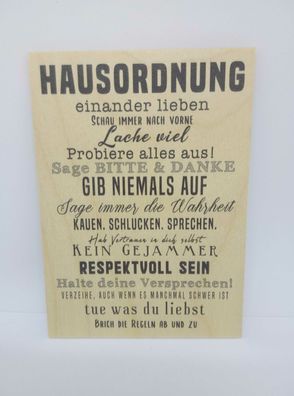 HAUSORDNUNG
einander lieben
SCHAU IMMER NACH VORNE
Lache viel
Probiere alles aus!
Sage BITTE & DANKE
GIB NIEMALS AUF
Sage immer die Wahrheit
KAUEN. SCHLUCKEN. SPRECHEN.
Hab Vertrauen in dich selbst
KEIN GEJAMMER
RESPEKTVOLL SEIN
Halte deine Versprechen!
VERZEIHE, AUCH WENN ES MANCHMAL SCHWER IST
tue was du liebst
BRICH DIE REGELN AB UND ZU